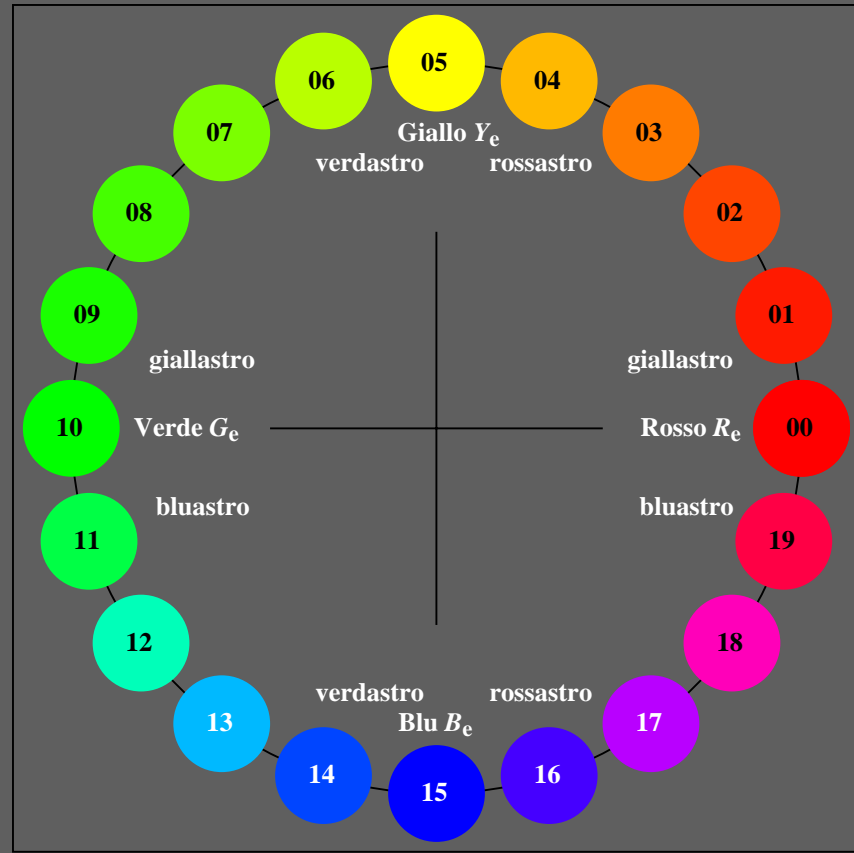 05
06 04
Giallo Ye
07 03
verdastro rossastro
08 02
09 01
giallastro giallastro
10 Verde Ge Rosso Re 00
bluastro bluastro
11 19
12 18
verdastro rossastro
13 Blu Be 17
14 16
15